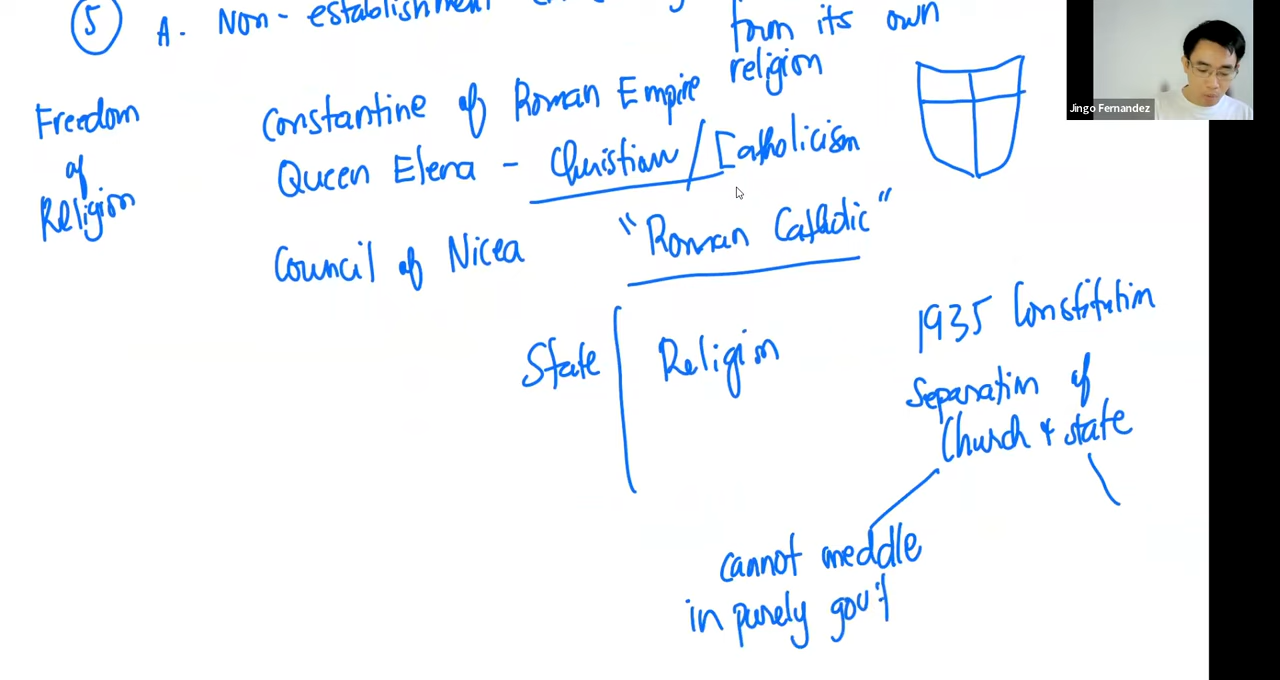 5 A. Non-establishment
form its own
religion
Jingo Fernandez
Freedom
of
Religion
Constantine of Roman Empire
Queen Elena - Christian / Catholicism
"Roman Catholic"
Council of Nicea
State | Religion
1935 Constitution
Separation of
Church & state
cannot meddle
in purely gov't